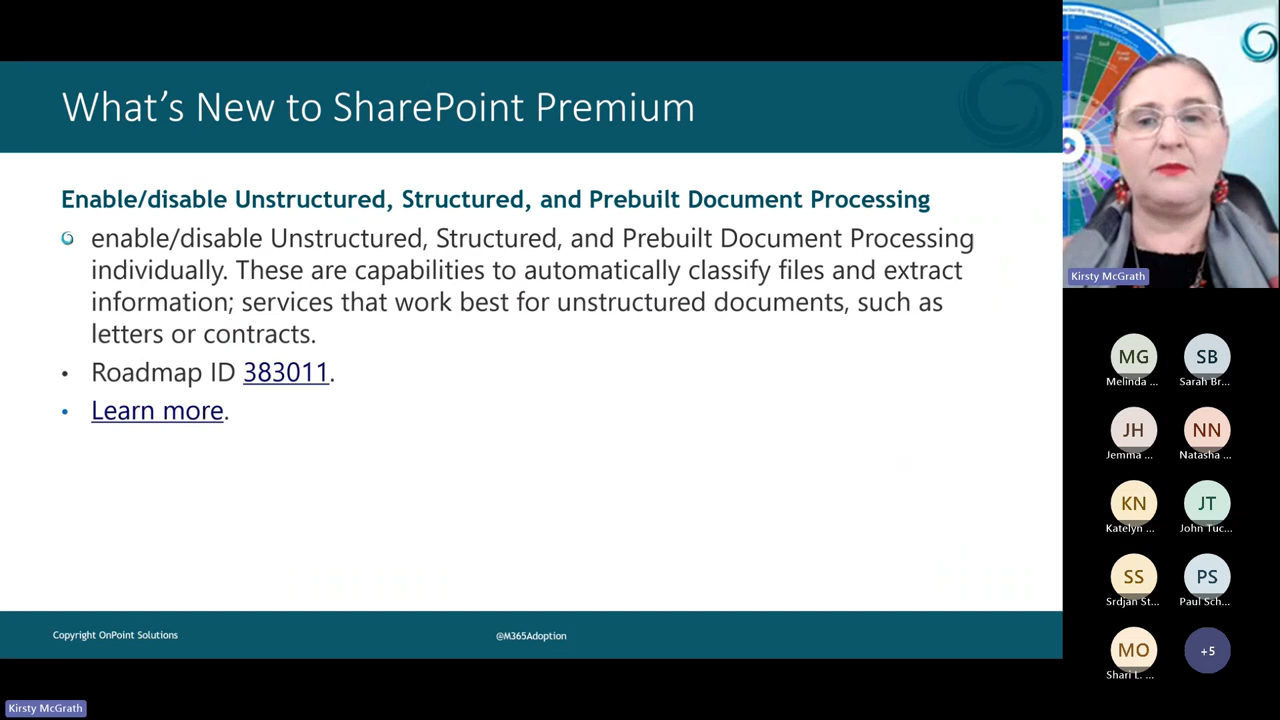 What's New to SharePoint Premium
Enable/disable Unstructured, Structured, and Prebuilt Document Processing
enable/disable Unstructured, Structured, and Prebuilt Document Processing
individually. These are capabilities to automatically classify files and extract
information; services that work best for unstructured documents, such as
letters or contracts.
• Roadmap ID 383011.
• Learn more.
Copyright OnPoint Solutions
@M365Adoption
Kirsty McGrath
MG
Melinda ...
SB
Sarah Br...
JH
Jemma ...
NN
Natasha ...
KN
Katelyn ...
JT
John Tuc...
SS
Srdjan St...
PS
Paul Sch...
MO
Shari L. ...
+5
Kirsty McGrath